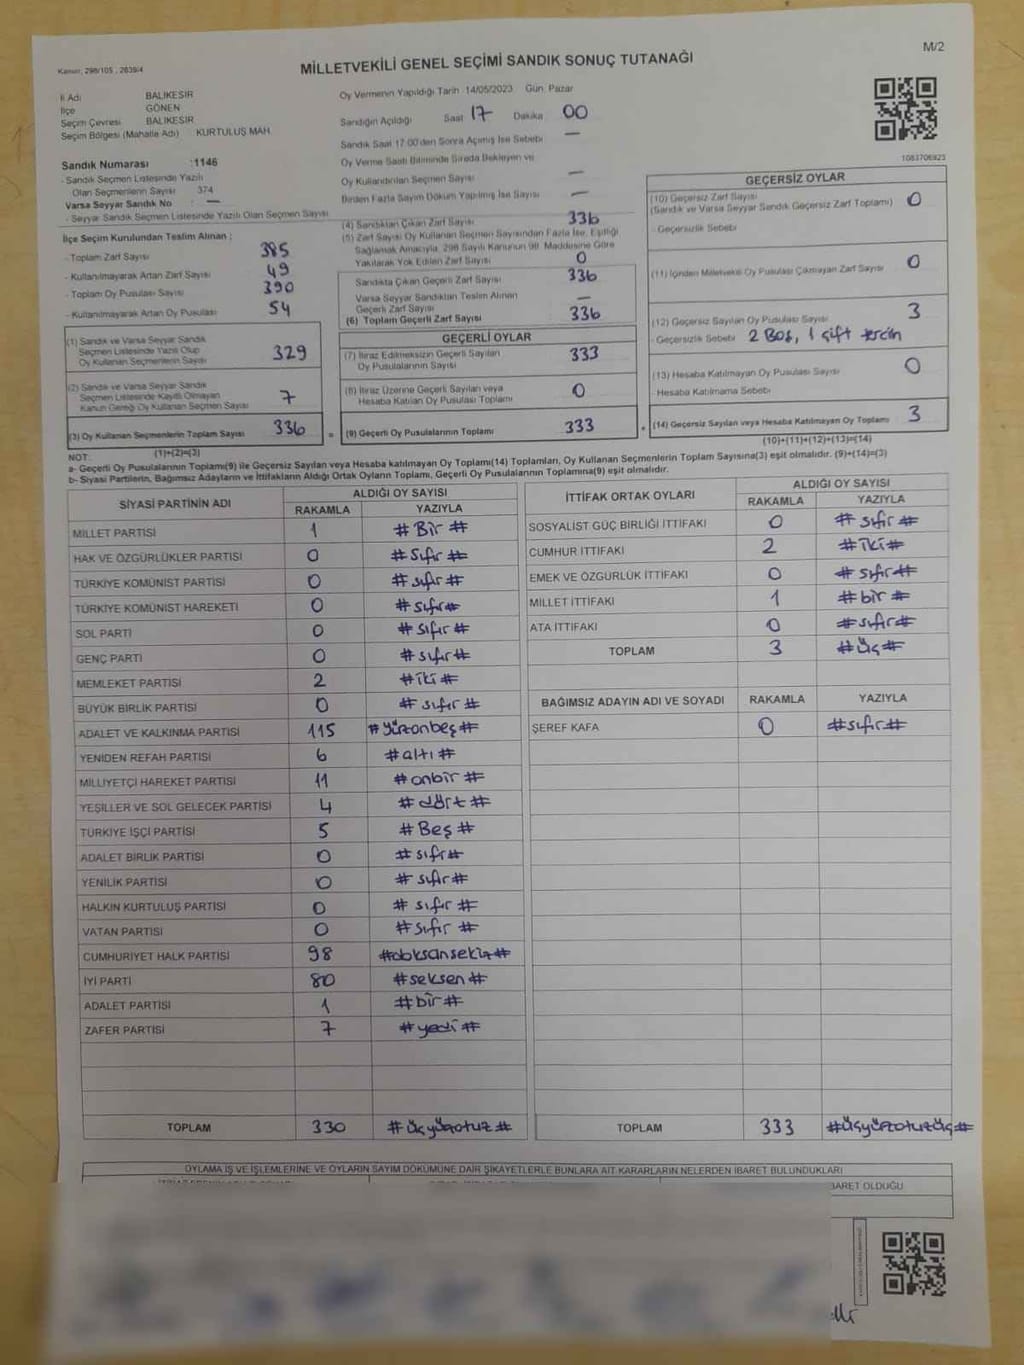 M/2
Kanun: 298/105, 2839/4
MİLLETVEKİLİ GENEL SEÇİMİ SANDIK SONUÇ TUTANAĞI
İl Adı BALIKESİR
İlçe GÖNEN
Seçim Çevresi BALIKESİR
Seçim Bölgesi (Mahalle Adı) KURTULUŞ MAH.
Sandık Numarası :1146
- Sandık Seçmen Listesinde Yazılı
Olan Seçmenlerin Sayısı 374
Varsa Seyyar Sandık No : —
- Seyyar Sandık Seçmen Listesinde Yazılı Olan Seçmen Sayısı
İlçe Seçim Kurulundan Teslim Alınan :
- Toplam Zarf Sayısı 385
- Kullanılmayarak Artan Zarf Sayısı 49
- Toplam Oy Pusulası Sayısı 390
- Kullanılmayarak Artan Oy Pusulası 54
(1) Sandık ve Varsa Seyyar Sandık
Seçmen Listesinde Yazılı Olup
Oy Kullanan Seçmenlerin Sayısı 329
(2) Sandık ve Varsa Seyyar Sandık
Seçmen Listesinde Kayıtlı Olmayan
Kanun Gereği Oy Kullanan Seçmen Sayısı 7
(3) Oy Kullanan Seçmenlerin Toplam Sayısı 336
(1)+(2)=(3)
Oy Vermenin Yapıldığı Tarih 14/05/2023 Gün Pazar
Sandığın Açıldığı Saat 17 Dakika 00
Sandık Saat 17:00'den Sonra Açılmış İse Sebebi —
Oy Verme Saati Bitiminde Sırada Bekleyen ve
Oy Kullandırılan Seçmen Sayısı —
Birden Fazla Sayım Döküm Yapılmış İse Sayısı —
(4) Sandıktan Çıkan Zarf Sayısı 336
(5) Zarf Sayısı Oy Kullanan Seçmen Sayısından Fazla İse, Eşitliği
Sağlamak Amacıyla, 298 Sayılı Kanunun 98. Maddesine Göre
Yakılarak Yok Edilen Zarf Sayısı 0
Sandıkta Çıkan Geçerli Zarf Sayısı 336
Varsa Seyyar Sandıktan Teslim Alınan
Geçerli Zarf Sayısı —
(6) Toplam Geçerli Zarf Sayısı 336
GEÇERLİ OYLAR
(7) İtiraz Edilmeksizin Geçerli Sayılan
Oy Pusulasının Sayısı 333
(8) İtiraz Üzerine Geçerli Sayılan veya
Hesaba Katılan Oy Pusulası Toplamı 0
= (9) Geçerli Oy Pusulalarının Toplamı 333
1083706923
GEÇERSİZ OYLAR
(10) Geçersiz Zarf Sayısı 0
(Sandık ve Varsa Seyyar Sandık Geçersiz Zarf Toplamı)
- Geçersizlik Sebebi
(11) İçinden Milletvekili Oy Pusulası Çıkmayan Zarf Sayısı 0
(12) Geçersiz Sayılan Oy Pusulası Sayısı 3
- Geçersizlik Sebebi 2 Boş, 1 çift tercih
(13) Hesaba Katılmayan Oy Pusulası Sayısı 0
Hesaba Katılmama Sebebi
+ (14) Geçersiz Sayılan veya Hesaba Katılmayan Oy Toplamı 3
(10)+(11)+(12)+(13)=(14)
NOT:
a- Geçerli Oy Pusulalarının Toplamı(9) ile Geçersiz Sayılan veya Hesaba katılmayan Oy Toplamı(14) Toplamları, Oy Kullanan Seçmenlerin Toplam Sayısına(3) eşit olmalıdır. (9)+(14)=(3)
b- Siyasi Partilerin, Bağımsız Adayların ve İttifakların Aldığı Ortak Oyların Toplamı, Geçerli Oy Pusulalarının Toplamına(9) eşit olmalıdır.
SİYASİ PARTİNİN ADI ALDIĞI OY SAYISI
RAKAMLA YAZIYLA
MİLLET PARTİSİ 1 #Bir#
HAK VE ÖZGÜRLÜKLER PARTİSİ 0 #Sıfır#
TÜRKİYE KOMÜNİST PARTİSİ 0 #sıfır#
TÜRKİYE KOMÜNİST HAREKETİ 0 #sıfır#
SOL PARTİ 0 #Sıfır#
GENÇ PARTİ 0 #sıfır#
MEMLEKET PARTİSİ 2 #iki#
BÜYÜK BİRLİK PARTİSİ 0 #sıfır#
ADALET VE KALKINMA PARTİSİ 115 #yüzonbeş#
YENİDEN REFAH PARTİSİ 6 #altı#
MİLLİYETÇİ HAREKET PARTİSİ 11 #onbir#
YEŞİLLER VE SOL GELECEK PARTİSİ 4 #dört#
TÜRKİYE İŞÇİ PARTİSİ 5 #Beş#
ADALET BİRLİK PARTİSİ 0 #sıfır#
YENİLİK PARTİSİ 0 #sıfır#
HALKIN KURTULUŞ PARTİSİ 0 #sıfır#
VATAN PARTİSİ 0 #Sıfır#
CUMHURİYET HALK PARTİSİ 98 #doksansekiz#
İYİ PARTİ 80 #seksen#
ADALET PARTİSİ 1 #bir#
ZAFER PARTİSİ 7 #yedi#
TOPLAM 330 #üçyüzotuz#
İTTİFAK ORTAK OYLARI ALDIĞI OY SAYISI
RAKAMLA YAZIYLA
SOSYALİST GÜÇ BİRLİĞİ İTTİFAKI 0 #sıfır#
CUMHUR İTTİFAKI 2 #iki#
EMEK VE ÖZGÜRLÜK İTTİFAKI 0 #sıfır#
MİLLET İTTİFAKI 1 #bir#
ATA İTTİFAKI 0 #sıfır#
TOPLAM 3 #üç#
BAĞIMSIZ ADAYIN ADI VE SOYADI RAKAMLA YAZIYLA
ŞEREF KAFA 0 #sıfır#
TOPLAM 333 #üçyüzotuzüç#
OYLAMA İŞ VE İŞLEMLERİNE VE OYLARIN SAYIM DÖKÜMÜNE DAİR ŞİKAYETLERLE BUNLARA AİT KARARLARIN NELERDEN İBARET BULUNDUKLARI
BARET OLDUĞU